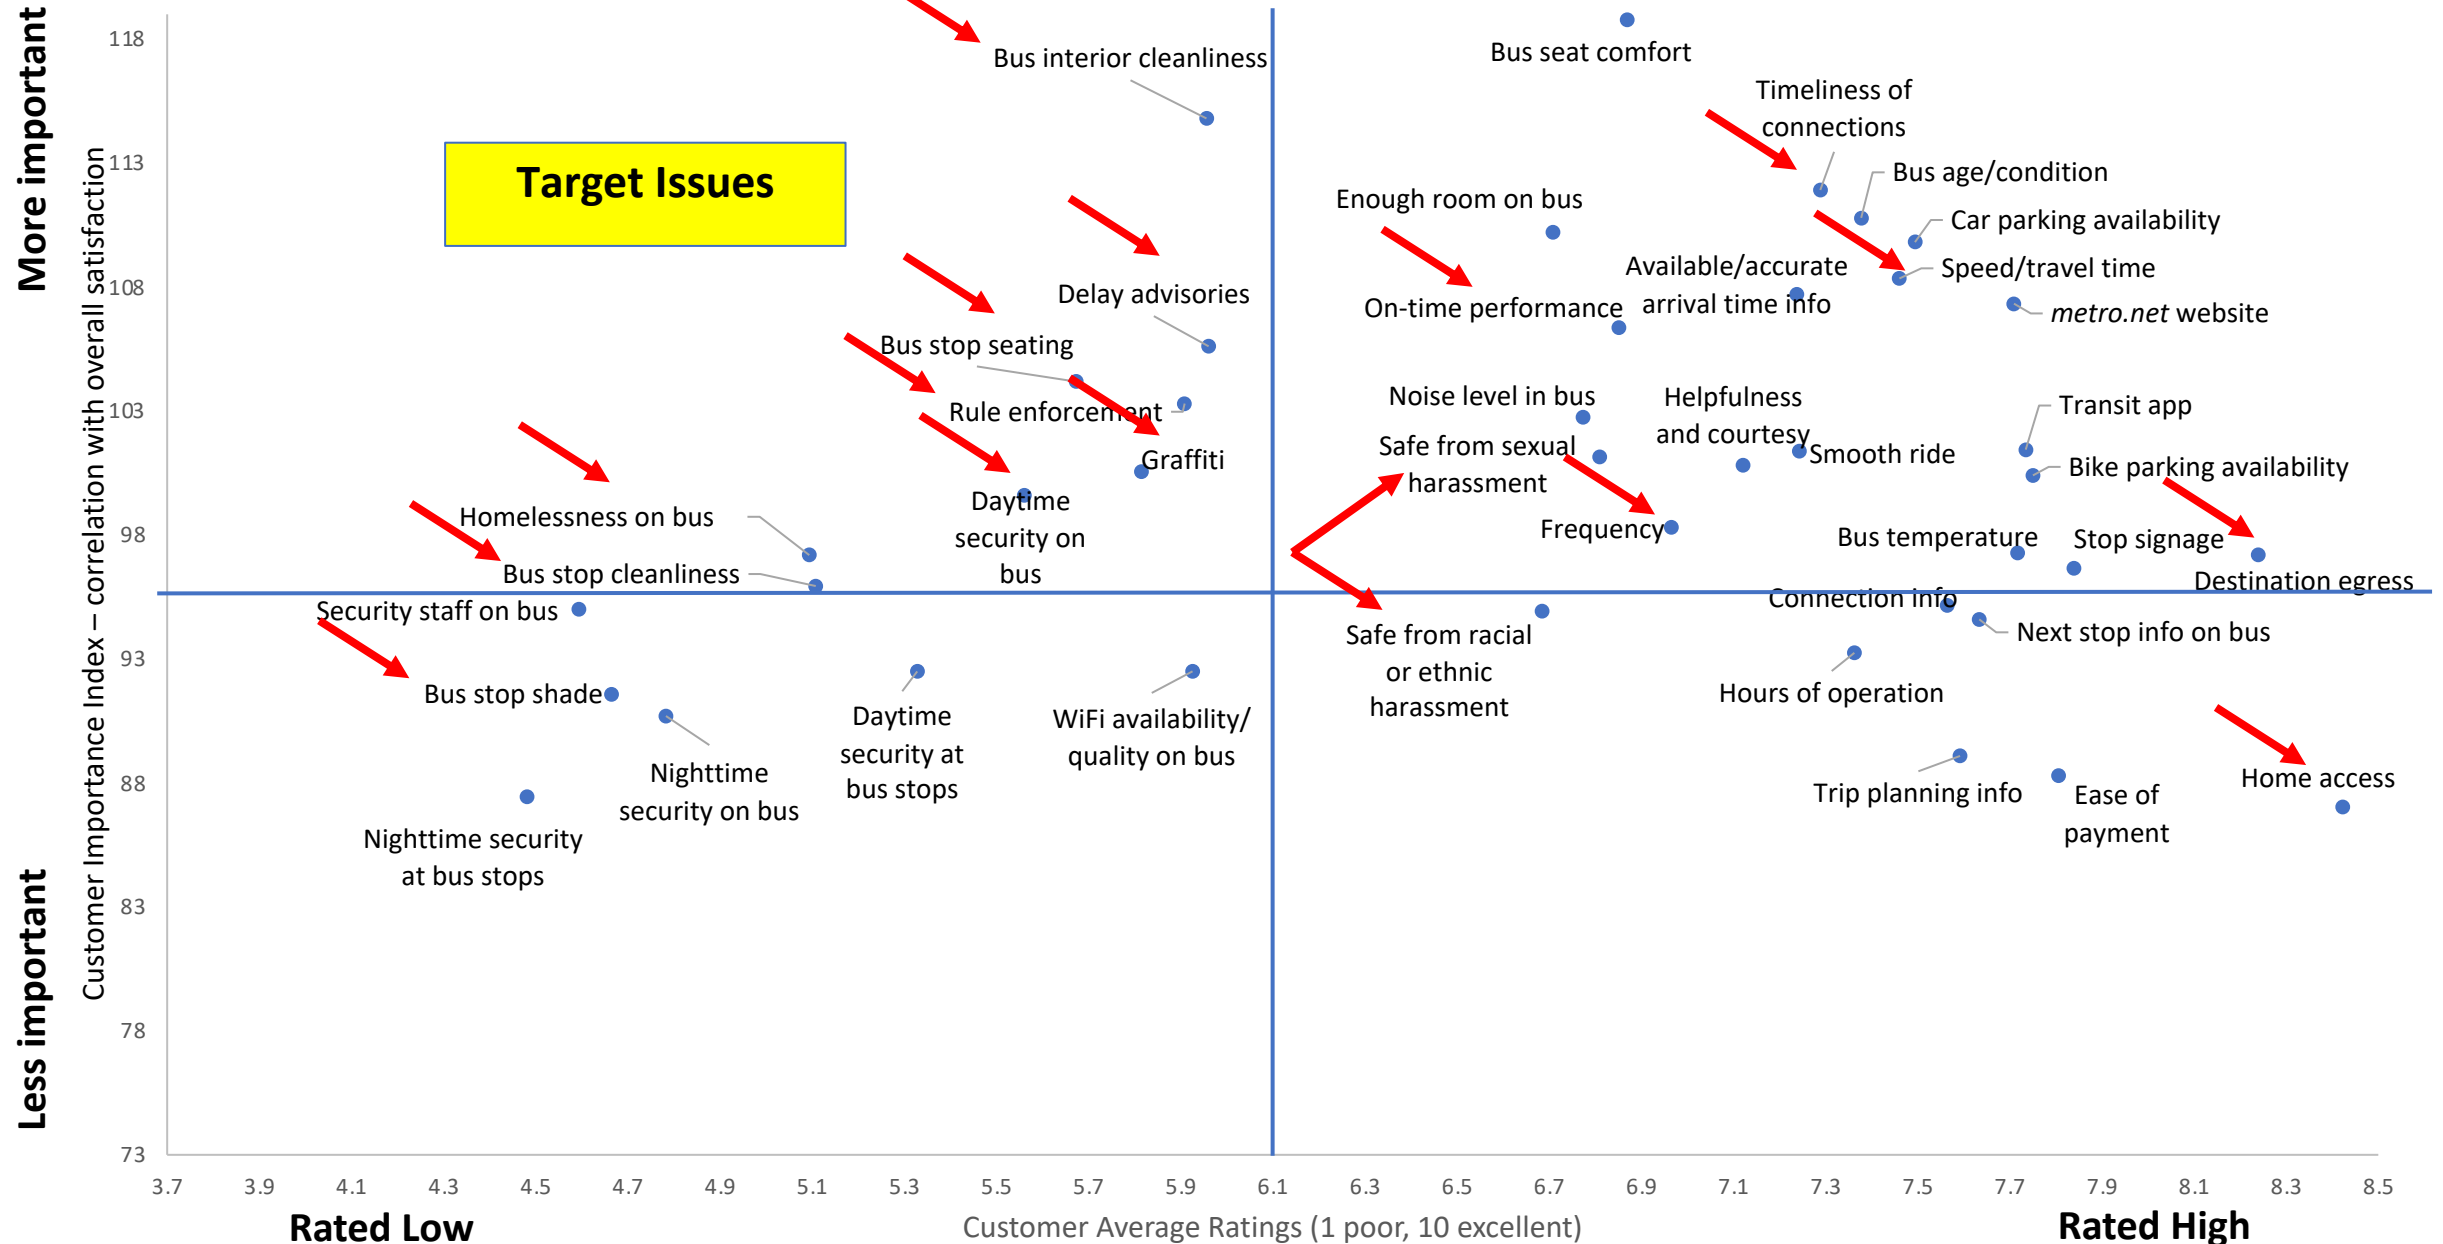 More important
Less important
Customer Importance Index – correlation with overall satisfaction
118
113
108
103
98
93
88
83
78
73
Target Issues
Bus interior cleanliness
Delay advisories
Bus stop seating
Rule enforcement
Graffiti
Daytime
security on
bus
Homelessness on bus
Bus stop cleanliness
Bus seat comfort
Timeliness of
connections
Bus age/condition
Car parking availability
Enough room on bus
Available/accurate
arrival time info
Speed/travel time
On-time performance
metro.net website
Noise level in bus
Helpfulness
and courtesy
Transit app
Safe from sexual
harassment
Smooth ride
Bike parking availability
Frequency
Bus temperature
Stop signage
Destination egress
Security staff on bus
Bus stop shade
Nighttime
security on bus
Daytime
security at
bus stops
WiFi availability/
quality on bus
Nighttime security
at bus stops
Connection info
Safe from racial
or ethnic
harassment
Next stop info on bus
Hours of operation
Trip planning info
Ease of
payment
Home access
3.7
3.9
4.1
4.3
4.5
4.7
4.9
5.1
5.3
5.5
5.7
5.9
6.1
6.3
6.5
6.7
6.9
7.1
7.3
7.5
7.7
7.9
8.1
8.3
8.5
Rated Low
Customer Average Ratings (1 poor, 10 excellent)
Rated High